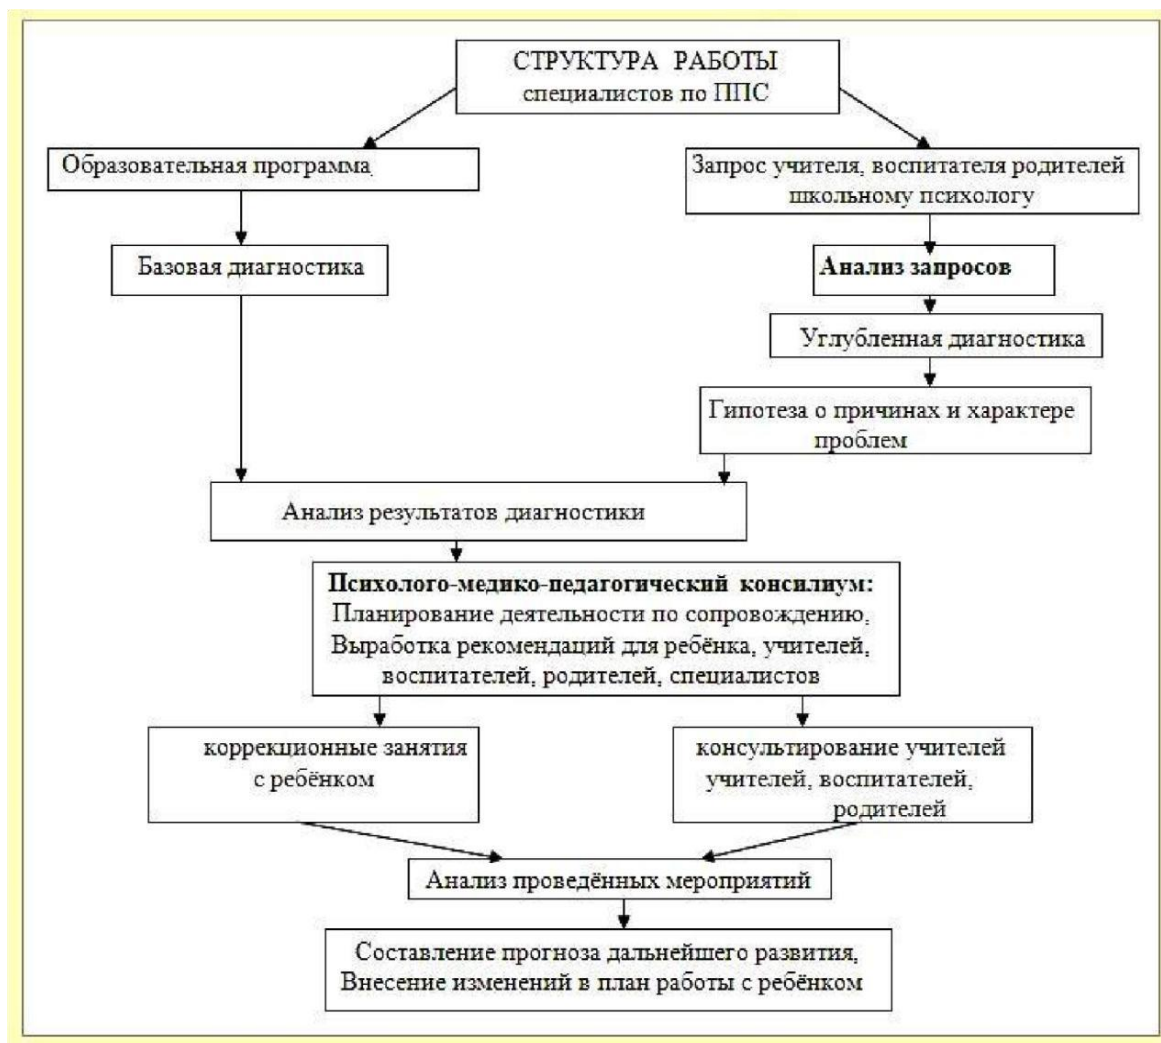 СТРУКТУРА РАБОТЫ
специалистов по ППС
Образовательная программа.
Запрос учителя, воспитателя родителей
школьному психологу
Базовая диагностика
Анализ запросов
Углубленная диагностика
Гипотеза о причинах и характере
проблем
Анализ результатов диагностики
Психолого-медико-педагогический консилиум:
Планирование деятельности по сопровождению,
Выработка рекомендаций для ребёнка, учителей,
воспитателей, родителей, специалистов
коррекционные занятия
с ребёнком
консультирование учителей
учителей, воспитателей,
родителей
Анализ проведённых мероприятий
Составление прогноза дальнейшего развития,
Внесение изменений в план работы с ребёнком